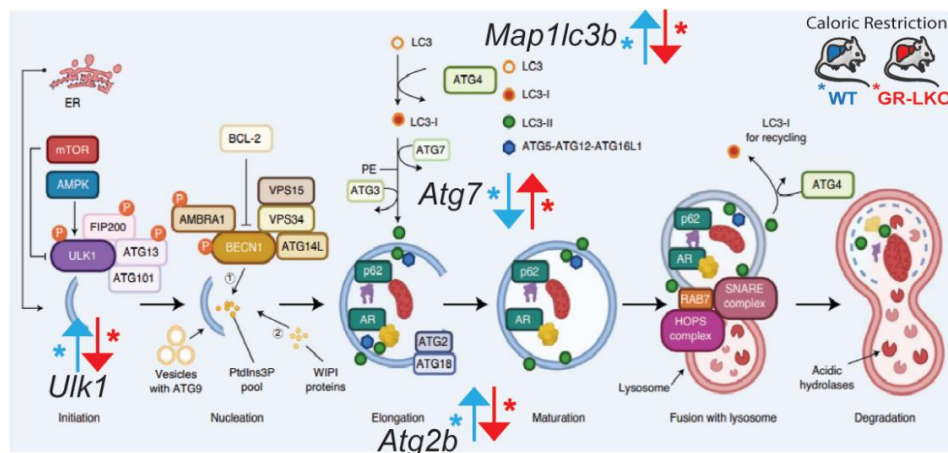 Map1lc3b
*
*
Caloric Restriction
*WT
*GR-LKO
ER
mTOR
AMPK
P
P
P
P
FIP200
ULK1
ATG13
ATG101
BCL-2
P
P
AMBRA1
VPS15
VPS34
BECN1
ATG14L
①
②
LC3
ATG4
LC3-I
PE
ATG7
ATG3
LC3
LC3-I
LC3-II
ATG5-ATG12-ATG16L1
Atg7
*
*
LC3-I
for recycling
ATG4
p62
AR
ATG2
ATG18
p62
AR
p62
AR
RAB7
SNARE
complex
HOPS
complex
Lysosome
Acidic
hydrolases
Vesicles
with ATG9
PtdIns3P
pool
WIPI
proteins
*
*
Ulk1
Initiation
Nucleation
Elongation
Maturation
Fusion with lysosome
Degradation
Atg2b
*
*